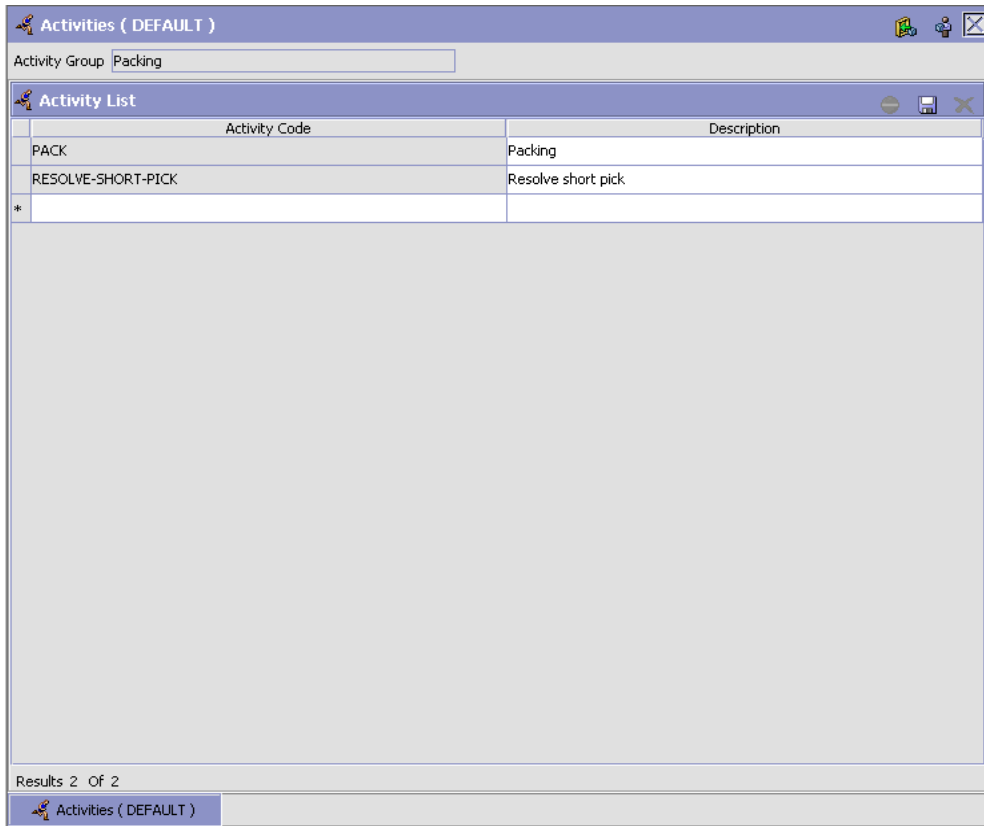 Activities ( DEFAULT )
Activity Group Packing
Activity List
Activity Code Description
PACK Packing
RESOLVE-SHORT-PICK Resolve short pick
*
Results 2 Of 2
Activities ( DEFAULT )